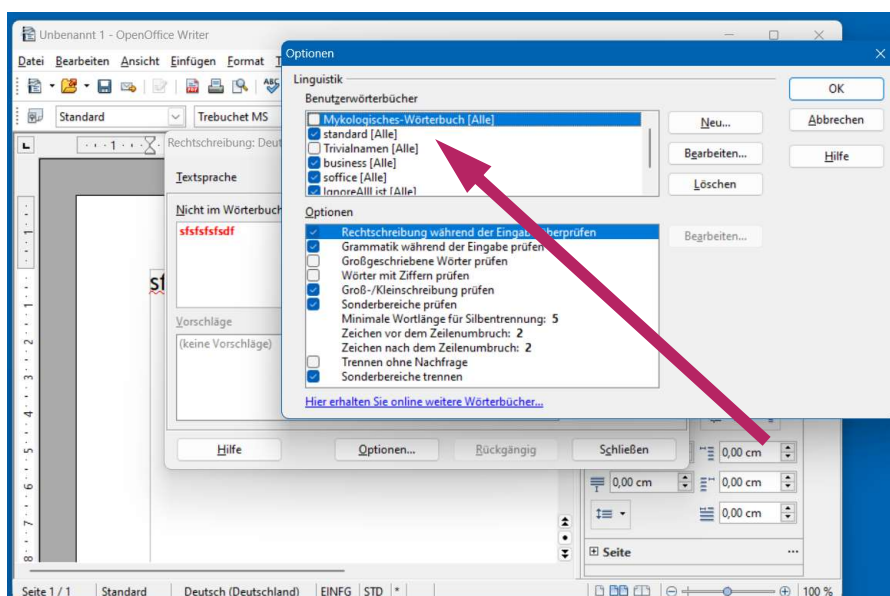 Unbenannt 1 - OpenOffice Writer
Datei Bearbeiten Ansicht Einfügen Format
Standard
Trebuchet MS
1
Rechtschreibung: Deut
Textsprache
Nicht im Wörterbuch
sfsfsfsfsdf
Vorschläge
(keine Vorschläge)
Hilfe
Optionen...
Rückgängig
Schließen
Optionen
Linguistik
Benutzerwörterbücher
Mykologisches-Wörterbuch [Alle]
standard [Alle]
Trivialnamen [Alle]
business [Alle]
soffice [Alle]
IgnoreAllList [Alle]
Neu...
Bearbeiten...
Löschen
OK
Abbrechen
Hilfe
Optionen
Rechtschreibung während der Eingabe überprüfen
Grammatik während der Eingabe prüfen
Großgeschriebene Wörter prüfen
Wörter mit Ziffern prüfen
Groß-/Kleinschreibung prüfen
Sonderbereiche prüfen
Minimale Wortlänge für Silbentrennung: 5
Zeichen vor dem Zeilenumbruch: 2
Zeichen nach dem Zeilenumbruch: 2
Trennen ohne Nachfrage
Sonderbereiche trennen
Bearbeiten...
Hier erhalten Sie online weitere Wörterbücher...
0,00 cm
0,00 cm
0,00 cm
0,00 cm
Seite
Seite 1 / 1
Standard
Deutsch (Deutschland)
EINFG
STD
*
100 %